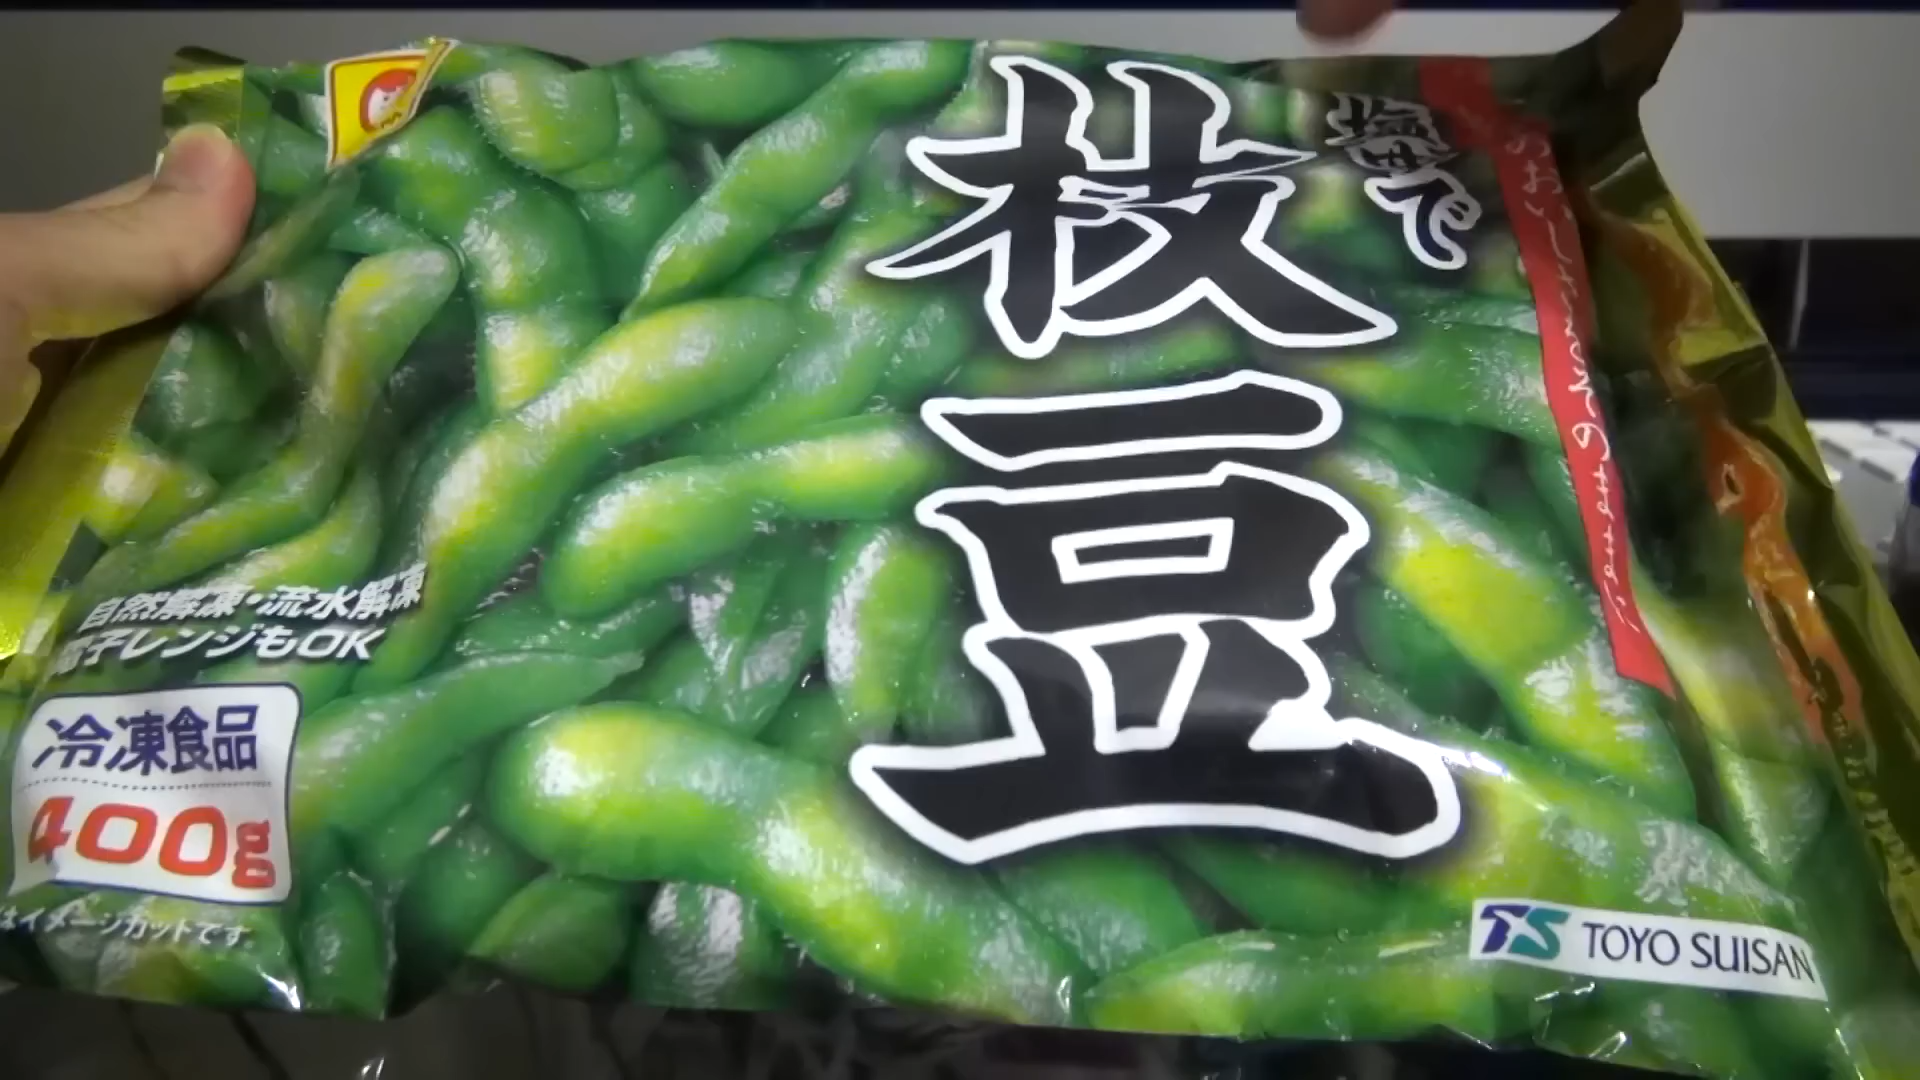 塩ゆで
枝豆
自然解凍・流水解凍
電子レンジもOK
冷凍食品
400g
はイメージカットです。
TS TOYO SUISAN